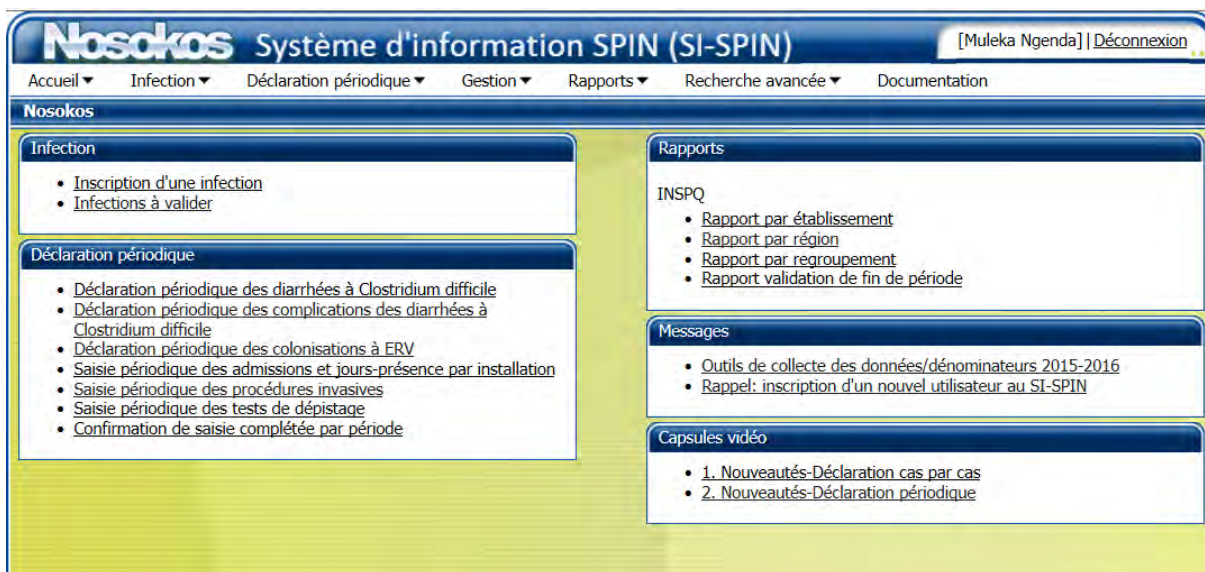 Nosokos Système d'information SPIN (SI-SPIN) [Muleka Ngenda] | Déconnexion
Accueil ▼ Infection ▼ Déclaration périodique ▼ Gestion ▼ Rapports ▼ Recherche avancée ▼ Documentation
Nosokos
Infection
• Inscription d'une infection
• Infections à valider
Déclaration périodique
• Déclaration périodique des diarrhées à Clostridium difficile
• Déclaration périodique des complications des diarrhées à
Clostridium difficile
• Déclaration périodique des colonisations à ERV
• Saisie périodique des admissions et jours-présence par installation
• Saisie périodique des procédures invasives
• Saisie périodique des tests de dépistage
• Confirmation de saisie complétée par période
Rapports
INSPQ
• Rapport par établissement
• Rapport par région
• Rapport par regroupement
• Rapport validation de fin de période
Messages
• Outils de collecte des données/dénominateurs 2015-2016
• Rappel: inscription d'un nouvel utilisateur au SI-SPIN
Capsules vidéo
• 1. Nouveautés-Déclaration cas par cas
• 2. Nouveautés-Déclaration périodique